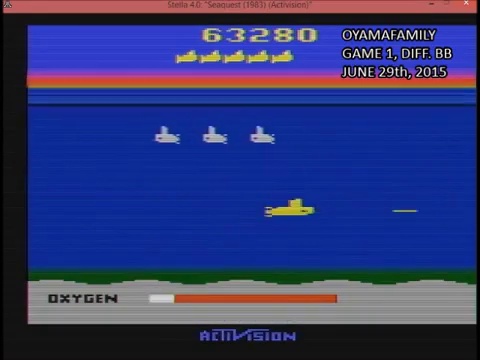 Stella 4.0: "Seaquest (1983) (Activision)"
63280
OYAMAFAMILY
GAME 1, DIFF. BB
JUNE 29th, 2015
OXYGEN
ACTIVISION